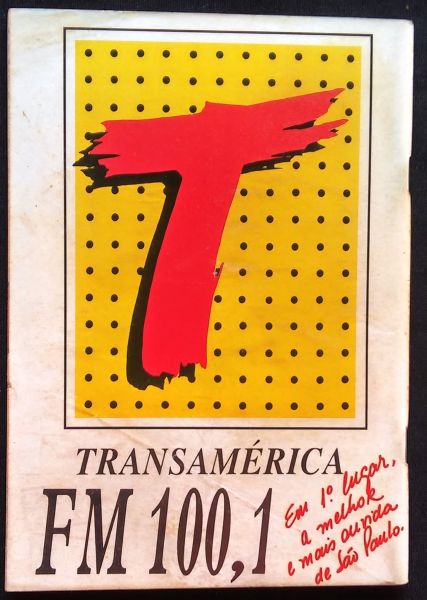 T
TRANSAMÉRICA
FM 100,1
Em 1º lugar,
a melhor
e mais ouvida
de São Paulo.